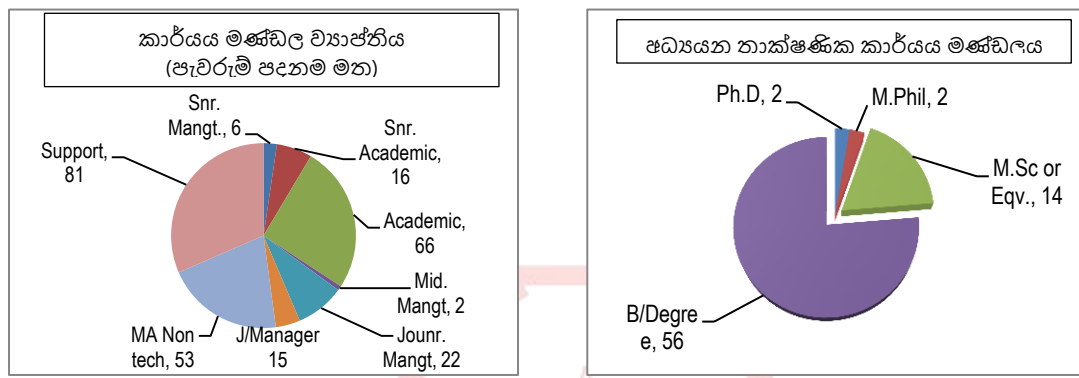 කාර්යය මණ්ඩල ව්‍යාප්තිය
(පැවරුම් පදනම මත)
Snr.
Mangt., 6
Snr.
Academic,
16
Support,
81
Academic,
66
Mid.
Mangt, 2
Jounr.
Mangt, 22
J/Manager
15
MA Non
tech, 53
අධ්‍යයන තාක්ෂණික කාර්යය මණ්ඩලය
Ph.D, 2
M.Phil, 2
M.Sc or
Eqv., 14
B/Degre
e, 56